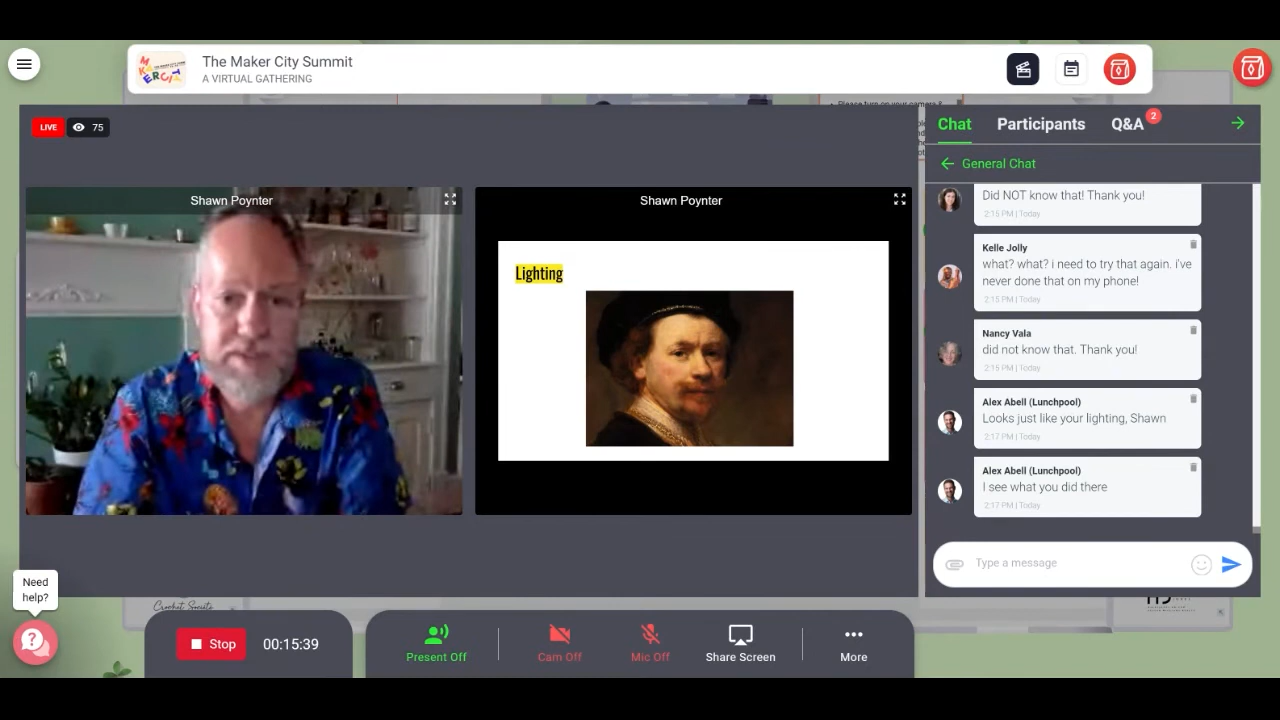 The Maker City Summit
A VIRTUAL GATHERING
LIVE
75
Shawn Poynter
Shawn Poynter
Lighting
Chat
Participants
Q&A
2
General Chat
Did NOT know that! Thank you!
2:15 PM | Today
Kelle Jolly
what? what? i need to try that again. i've
never done that on my phone!
2:15 PM | Today
Nancy Vala
did not know that. Thank you!
2:15 PM | Today
Alex Abell (Lunchpool)
Looks just like your lighting, Shawn
2:17 PM | Today
Alex Abell (Lunchpool)
I see what you did there
2:17 PM | Today
Type a message
Need
help?
Stop
00:15:39
Present Off
Cam Off
Mic Off
Share Screen
More